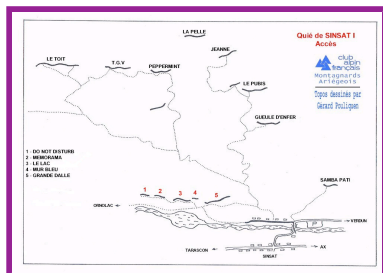 LA PELLE
Quié de SINSAT I
Accès
club
alpin
français
Montagnards
Ariégeois
Topos dessinés par
Gérard Pouliquen
JEANNE
LE TOIT
T.G.V
PEPPERMINT
LE PUBIS
GUEULE D'ENFER
1 - DO NOT DISTURB
2 - MEMORAMA
3 - LE LAC
4 - MUR BLEU
5 - GRANDE DALLE
SAMBA PATI
1
2
3
4
5
ORNOLAC
VERDUN
TARASCON
SINSAT
AX